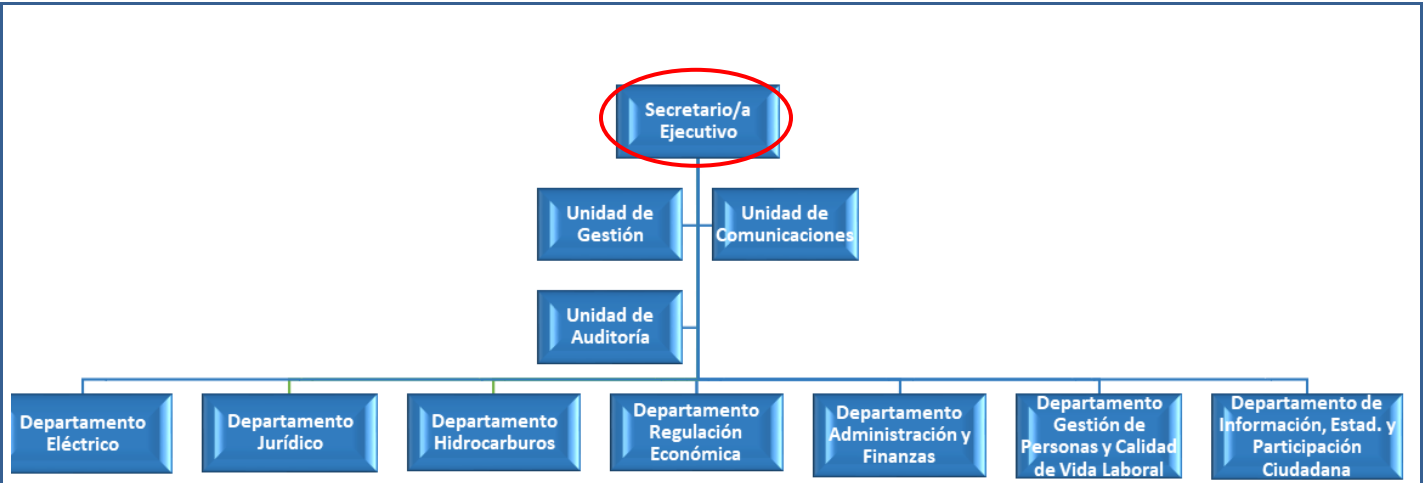 Secretario/a
Ejecutivo
Unidad de
Gestión
Unidad de
Comunicaciones
Unidad de
Auditoría
Departamento
Eléctrico
Departamento
Jurídico
Departamento
Hidrocarburos
Departamento
Regulación
Económica
Departamento
Administración y
Finanzas
Departamento
Gestión de
Personas y Calidad
de Vida Laboral
Departamento de
Información, Estad. y
Participación
Ciudadana